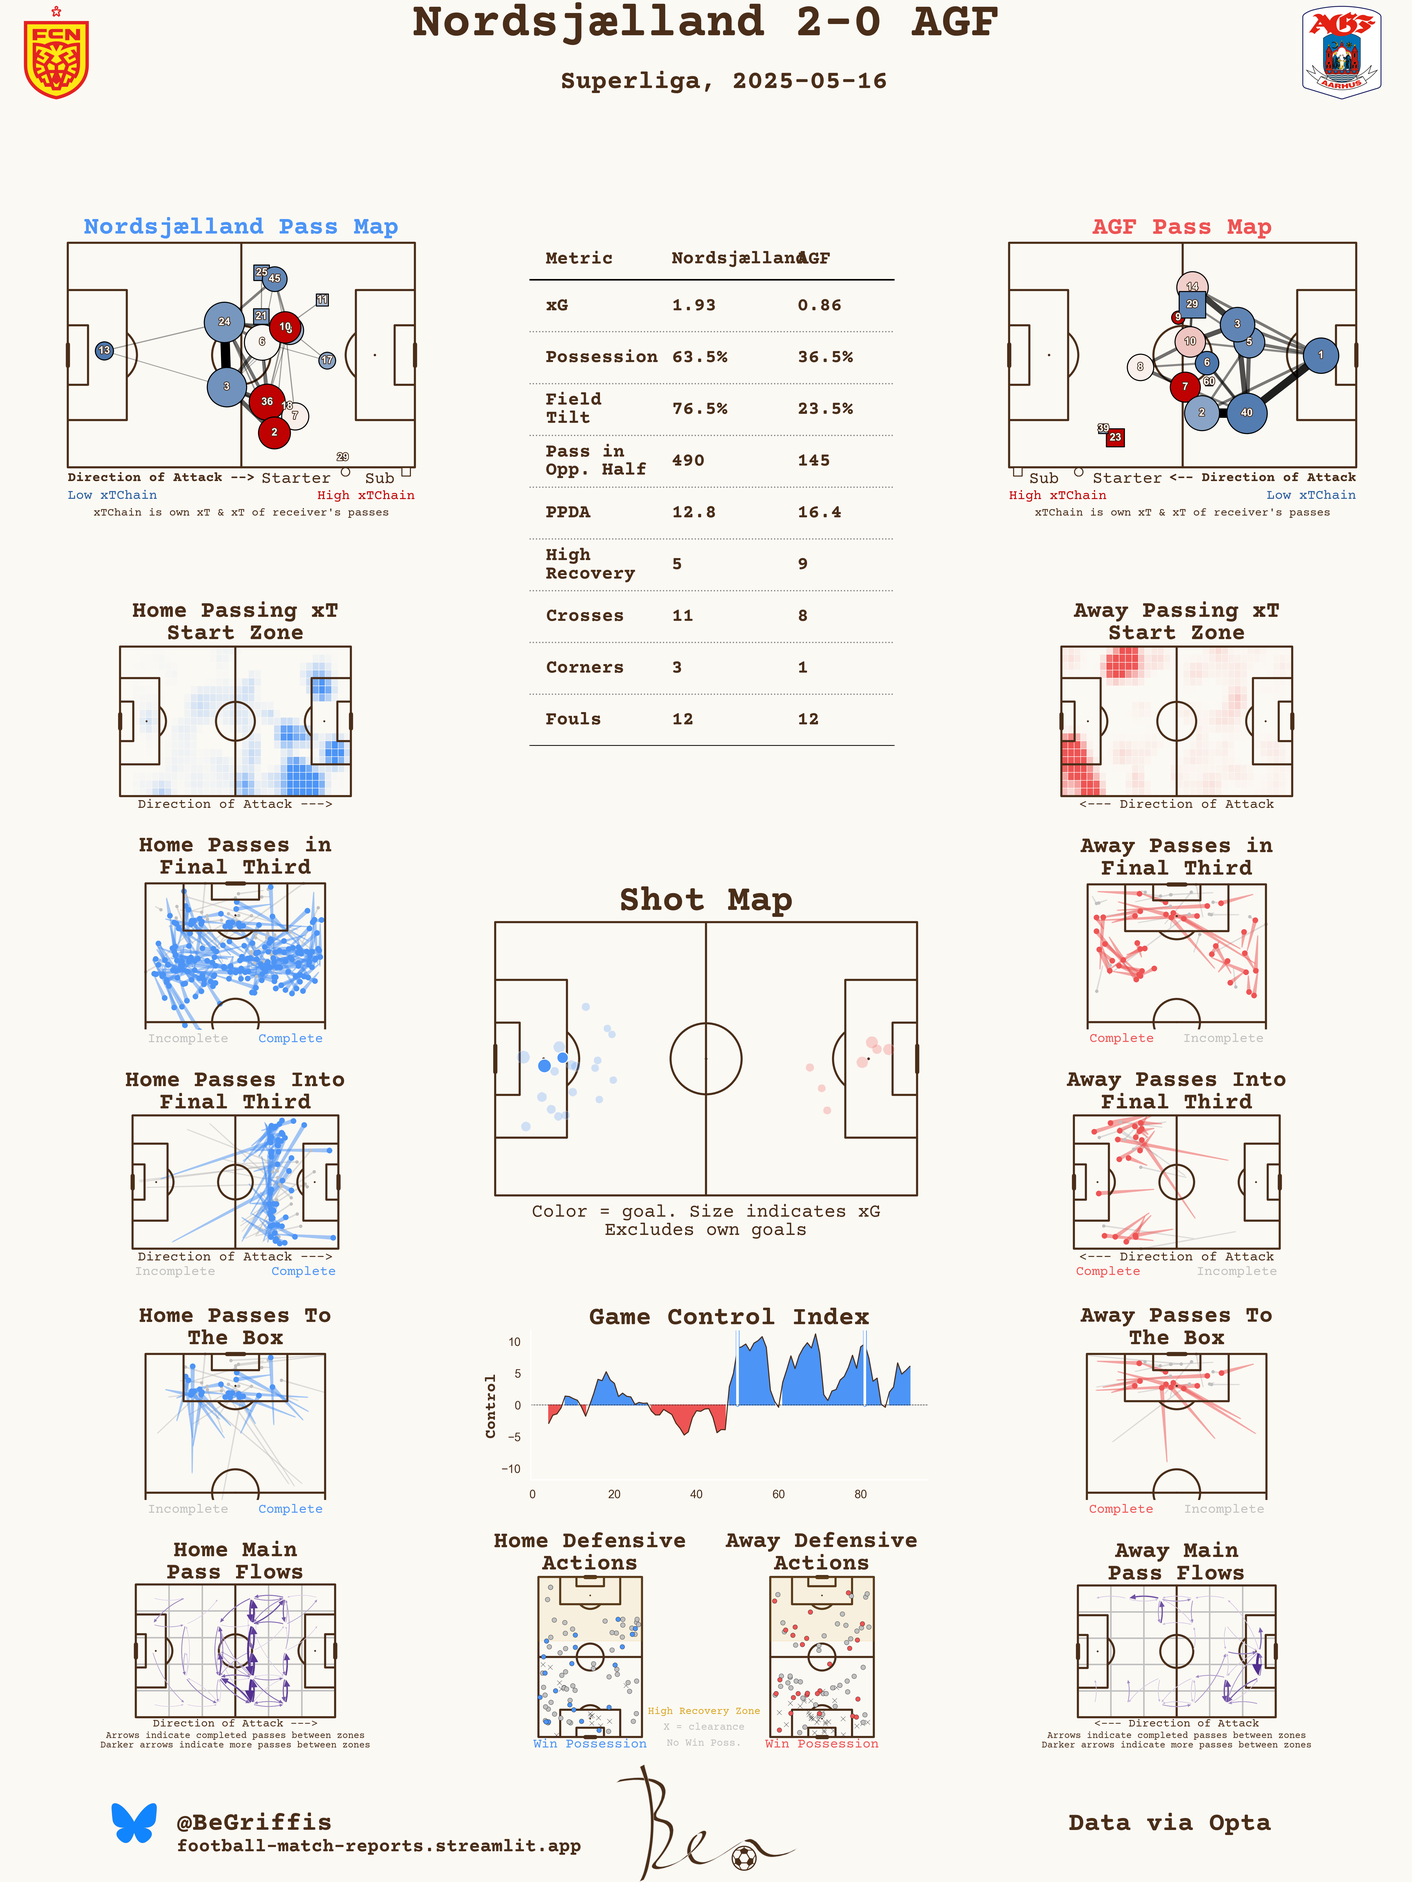 Nordsjælland 2-0 AGF
Superliga, 2025-05-16
FCN
AGF
AARHUS
Nordsjælland Pass Map
25
45
11
24
21
10
6
13
17
3
36
18
7
2
29
Direction of Attack -->
Starter
Sub
Low xTChain
High xTChain
xTChain is own xT & xT of receiver's passes
Metric Nordsjælland AGF
xG 1.93 0.86
Possession 63.5% 36.5%
Field
Tilt 76.5% 23.5%
Pass in
Opp. Half 490 145
PPDA 12.8 16.4
High
Recovery 5 9
Crosses 11 8
Corners 3 1
Fouls 12 12
AGF Pass Map
14
29
9
3
10
5
1
8
6
60
7
2
40
39
23
Sub
Starter
<-- Direction of Attack
High xTChain
Low xTChain
xTChain is own xT & xT of receiver's passes
Home Passing xT
Start Zone
Direction of Attack --->
Away Passing xT
Start Zone
<--- Direction of Attack
Home Passes in
Final Third
Incomplete
Complete
Away Passes in
Final Third
Complete
Incomplete
Shot Map
Color = goal. Size indicates xG
Excludes own goals
Home Passes Into
Final Third
Direction of Attack --->
Incomplete
Complete
Away Passes Into
Final Third
<--- Direction of Attack
Complete
Incomplete
Home Passes To
The Box
Incomplete
Complete
Game Control Index
Control
10
5
0
−5
−10
0
20
40
60
80
Away Passes To
The Box
Complete
Incomplete
Home Main
Pass Flows
Direction of Attack --->
Arrows indicate completed passes between zones
Darker arrows indicate more passes between zones
Home Defensive
Actions
Win Possession
High Recovery Zone
X = clearance
No Win Poss.
Away Defensive
Actions
Win Possession
Away Main
Pass Flows
<--- Direction of Attack
Arrows indicate completed passes between zones
Darker arrows indicate more passes between zones
@BeGriffis
football-match-reports.streamlit.app
Ben
Data via Opta